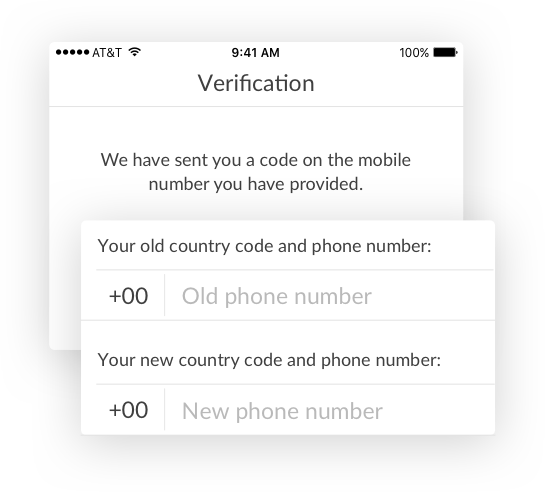 AT&T 9:41 AM 100%
Verification
We have sent you a code on the mobile
number you have provided.
Your old country code and phone number:
+00 Old phone number
Your new country code and phone number:
+00 New phone number